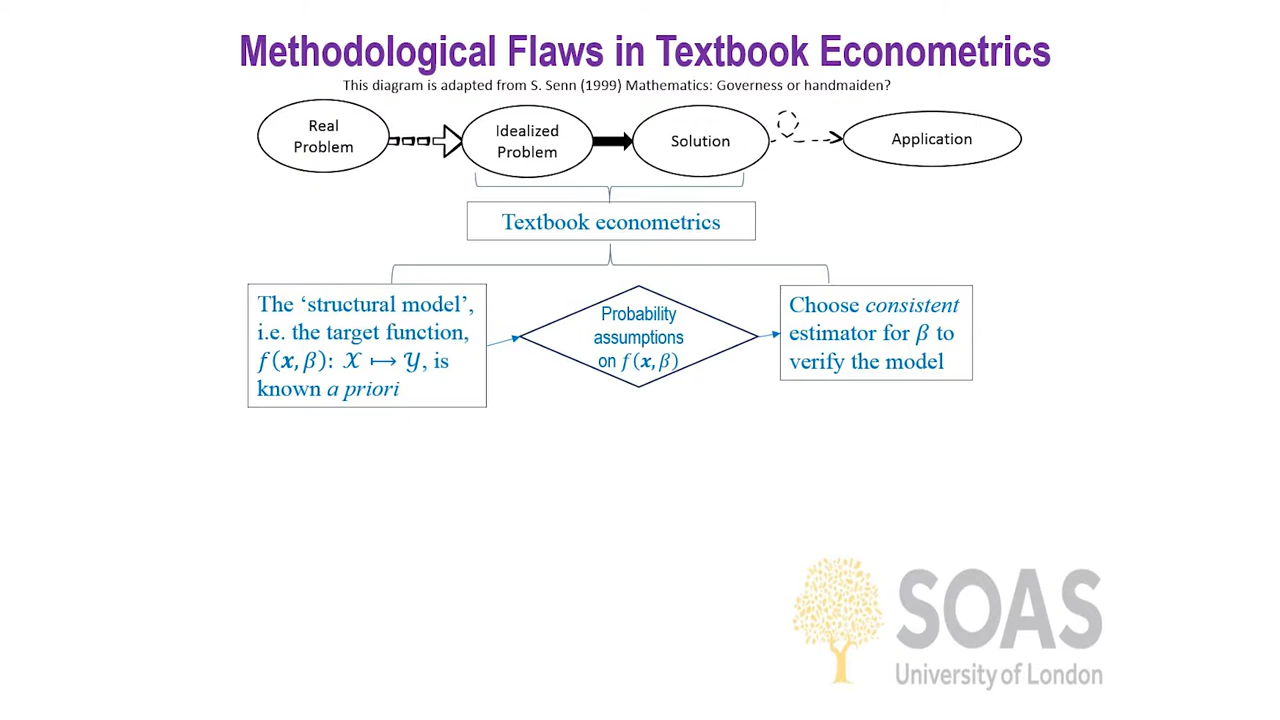 Methodological Flaws in Textbook Econometrics
This diagram is adapted from S. Senn (1999) Mathematics: Governess or handmaiden?
Real
Problem
Idealized
Problem
Solution
Application
Textbook econometrics
The ‘structural model’,
i.e. the target function,
f(x, β): 𝒳 ⟼ 𝒴, is
known a priori
Probability
assumptions
on f(x, β)
Choose consistent
estimator for β to
verify the model
SOAS
University of London